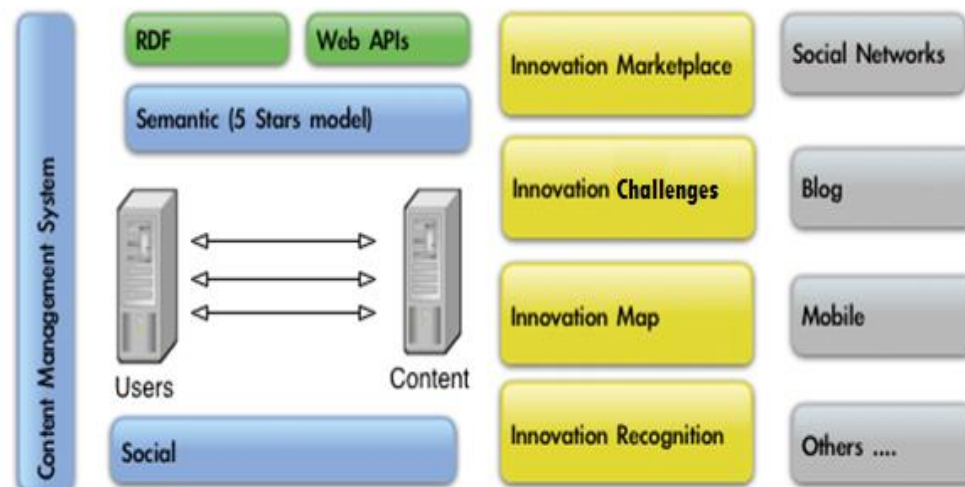 Content Management System
RDF
Web APIs
Semantic (5 Stars model)
Users
Content
Social
Innovation Marketplace
Innovation Challenges
Innovation Map
Innovation Recognition
Social Networks
Blog
Mobile
Others ....